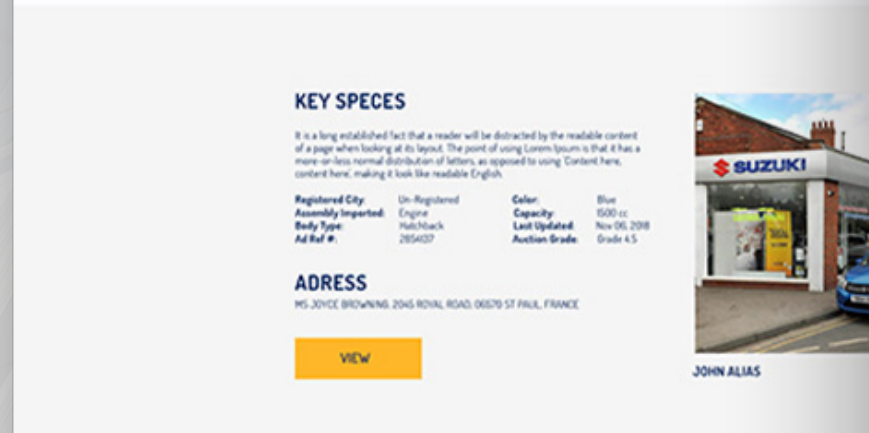 KEY SPECES
It is a long established fact that a reader will be distracted by the readable content
of a page when looking at its layout. The point of using Lorem Ipsum is that it has a
more-or-less normal distribution of letters, as opposed to using 'Content here,
content here', making it look like readable English.
Registered City: Un-Registered Color: Blue
Assembly Imported: Engine Capacity: 1500 cc
Body Type: Hatchback Last Updated: Nov 06, 2018
Ad Ref #: Auction Grade: Grade 4.5
ADRESS
MS JOYCE BROWNING, 2045 ROYAL ROAD, 06570 ST PAUL, FRANCE
VIEW
SUZUKI
JOHN ALIAS